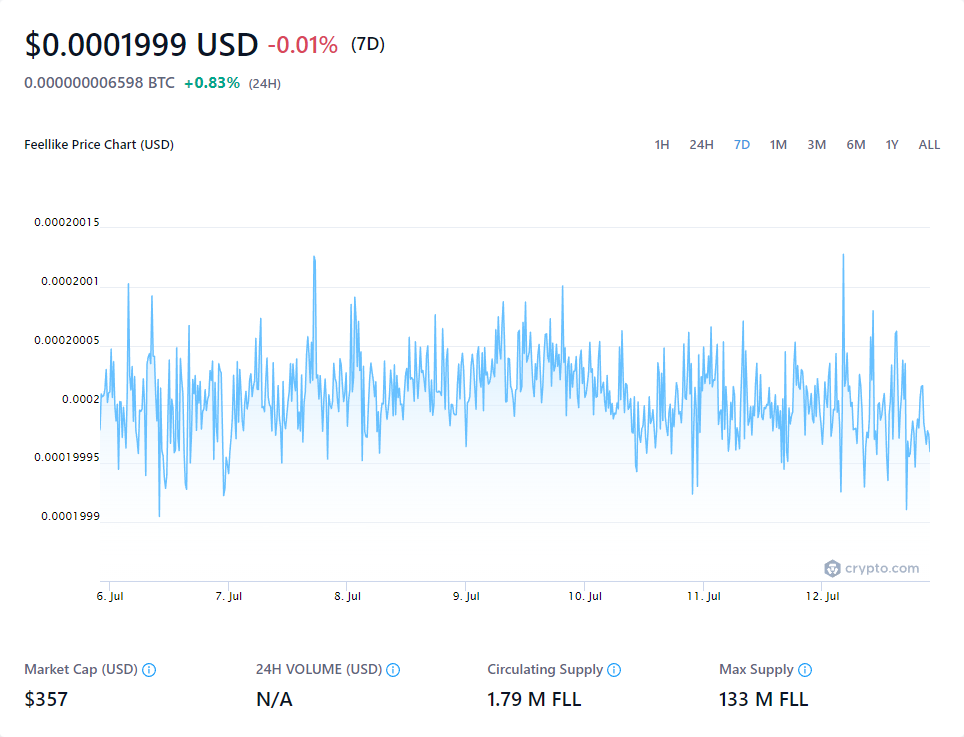 $0.0001999 USD -0.01% (7D)
0.000000006598 BTC +0.83% (24H)
Feellike Price Chart (USD) 1H 24H 7D 1M 3M 6M 1Y ALL
0.00020015
0.0002001
0.00020005
0.0002
0.00019995
0.0001999
crypto.com
6. Jul 7. Jul 8. Jul 9. Jul 10. Jul 11. Jul 12. Jul
Market Cap (USD) 24H VOLUME (USD) Circulating Supply Max Supply
$357 N/A 1.79 M FLL 133 M FLL